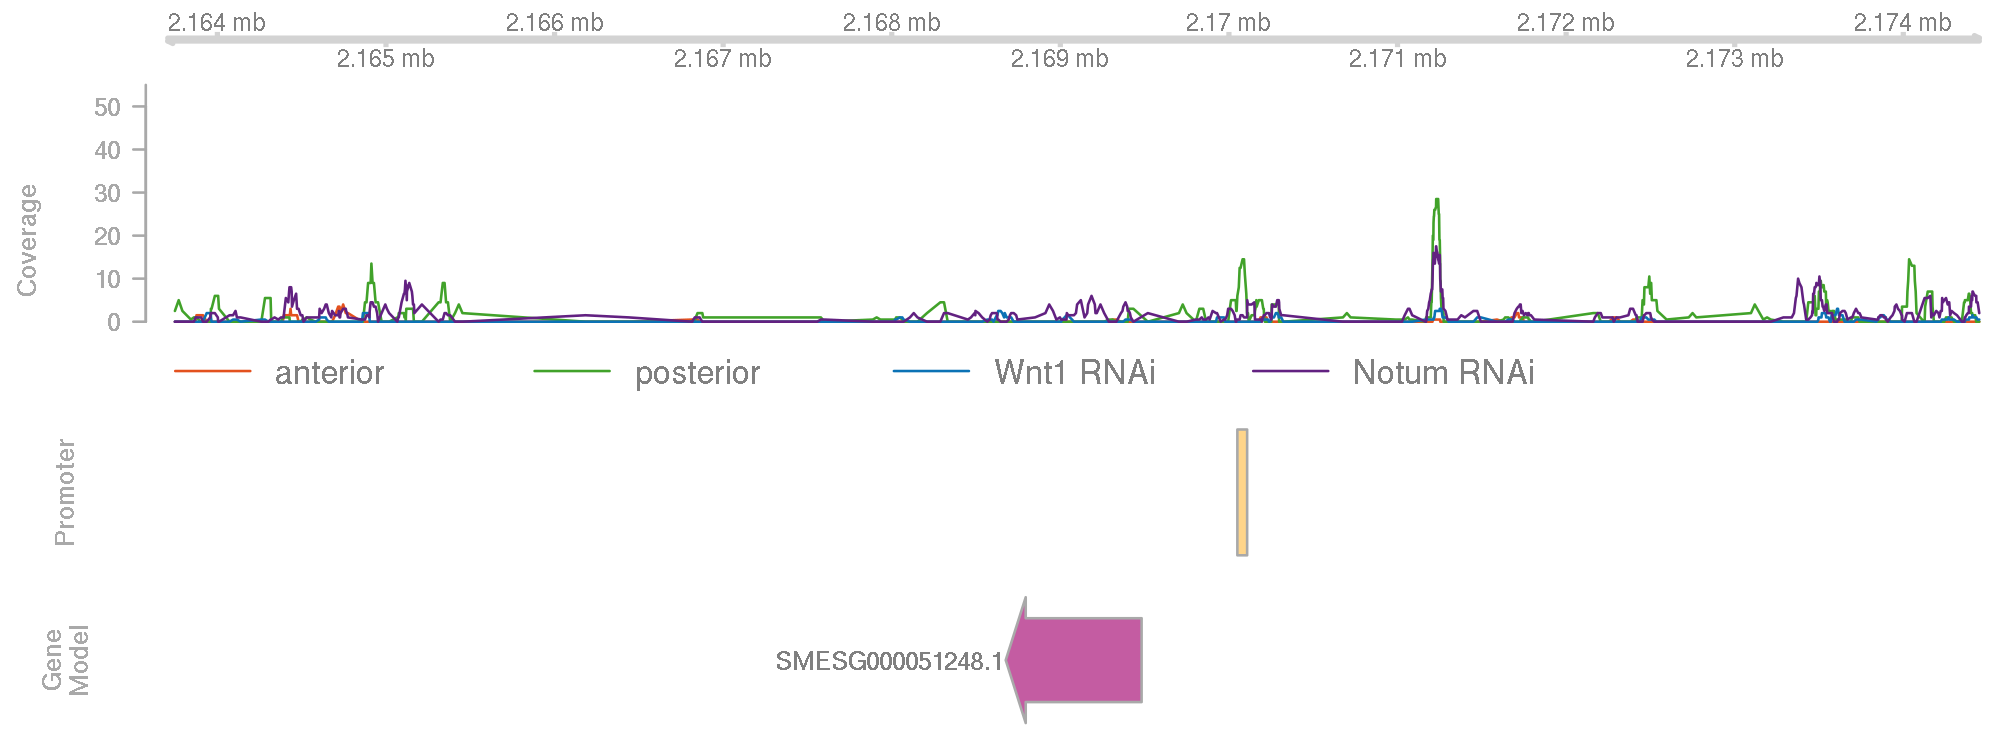 2.164 mb 2.166 mb 2.168 mb 2.17 mb 2.172 mb 2.174 mb
2.165 mb 2.167 mb 2.169 mb 2.171 mb 2.173 mb
50
40
30
20
10
0
Coverage
anterior posterior Wnt1 RNAi Notum RNAi
Promoter
Gene
Model
SMESG000051248.1